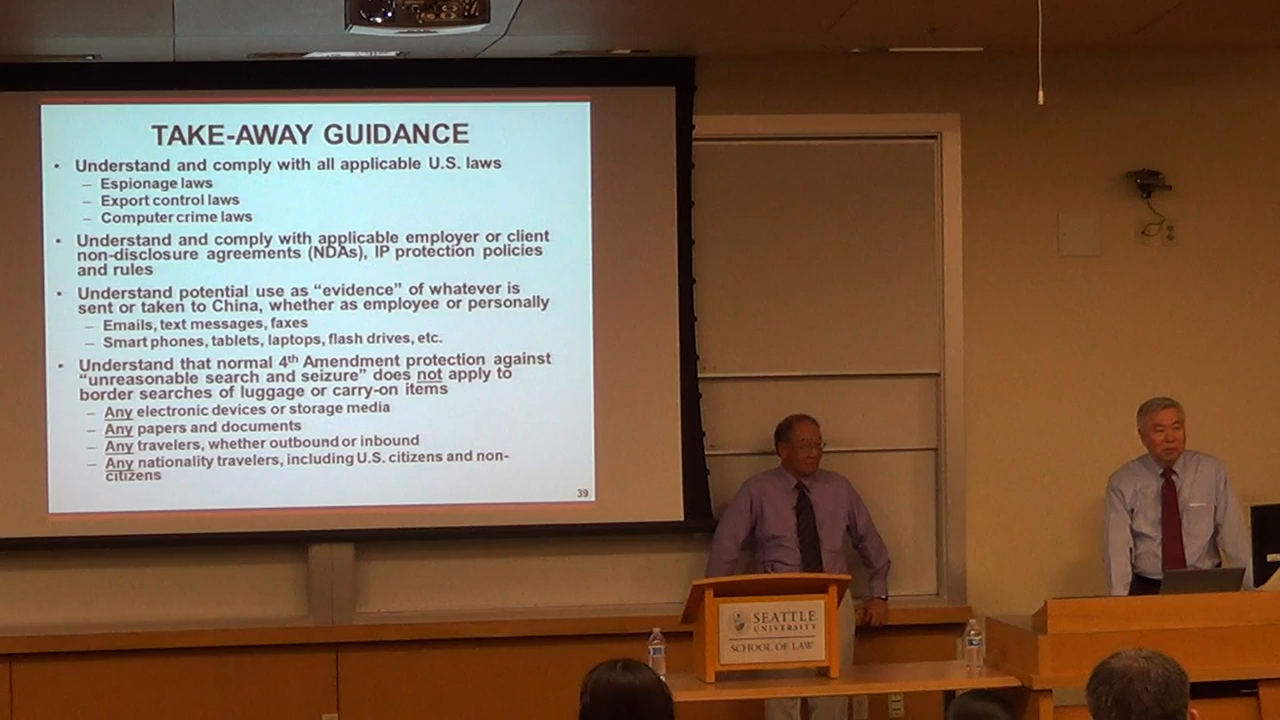 TAKE-AWAY GUIDANCE
• Understand and comply with all applicable U.S. laws
– Espionage laws
– Export control laws
– Computer crime laws
• Understand and comply with applicable employer or client
non-disclosure agreements (NDAs), IP protection policies
and rules
• Understand potential use as “evidence” of whatever is
sent or taken to China, whether as employee or personally
– Emails, text messages, faxes
– Smart phones, tablets, laptops, flash drives, etc.
• Understand that normal 4th Amendment protection against
“unreasonable search and seizure” does not apply to
border searches of luggage or carry-on items
– Any electronic devices or storage media
– Any papers and documents
– Any travelers, whether outbound or inbound
– Any nationality travelers, including U.S. citizens and non-
citizens
39
SEATTLE
UNIVERSITY
SCHOOL OF LAW